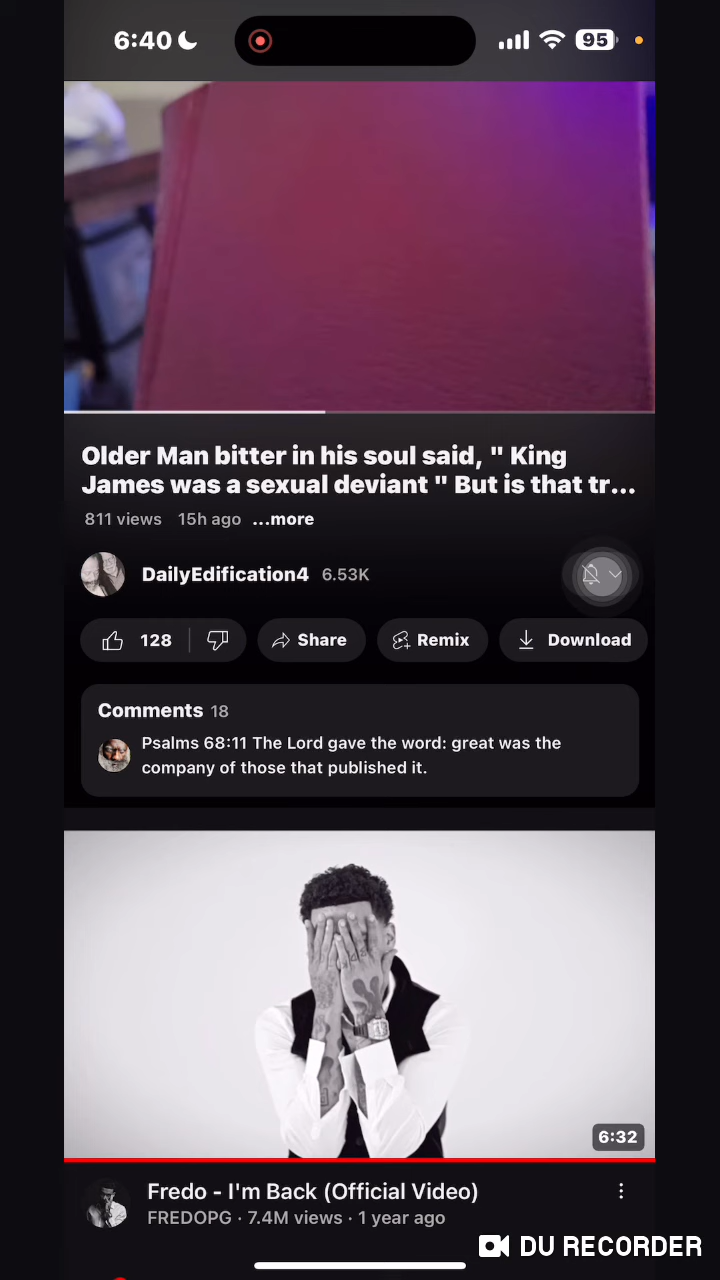 6:40
95
Older Man bitter in his soul said, " King
James was a sexual deviant " But is that tr...
811 views 15h ago ...more
DailyEdification4 6.53K
128 Share Remix Download
Comments 18
Psalms 68:11 The Lord gave the word: great was the
company of those that published it.
6:32
Fredo - I'm Back (Official Video)
FREDOPG · 7.4M views · 1 year ago
DU RECORDER